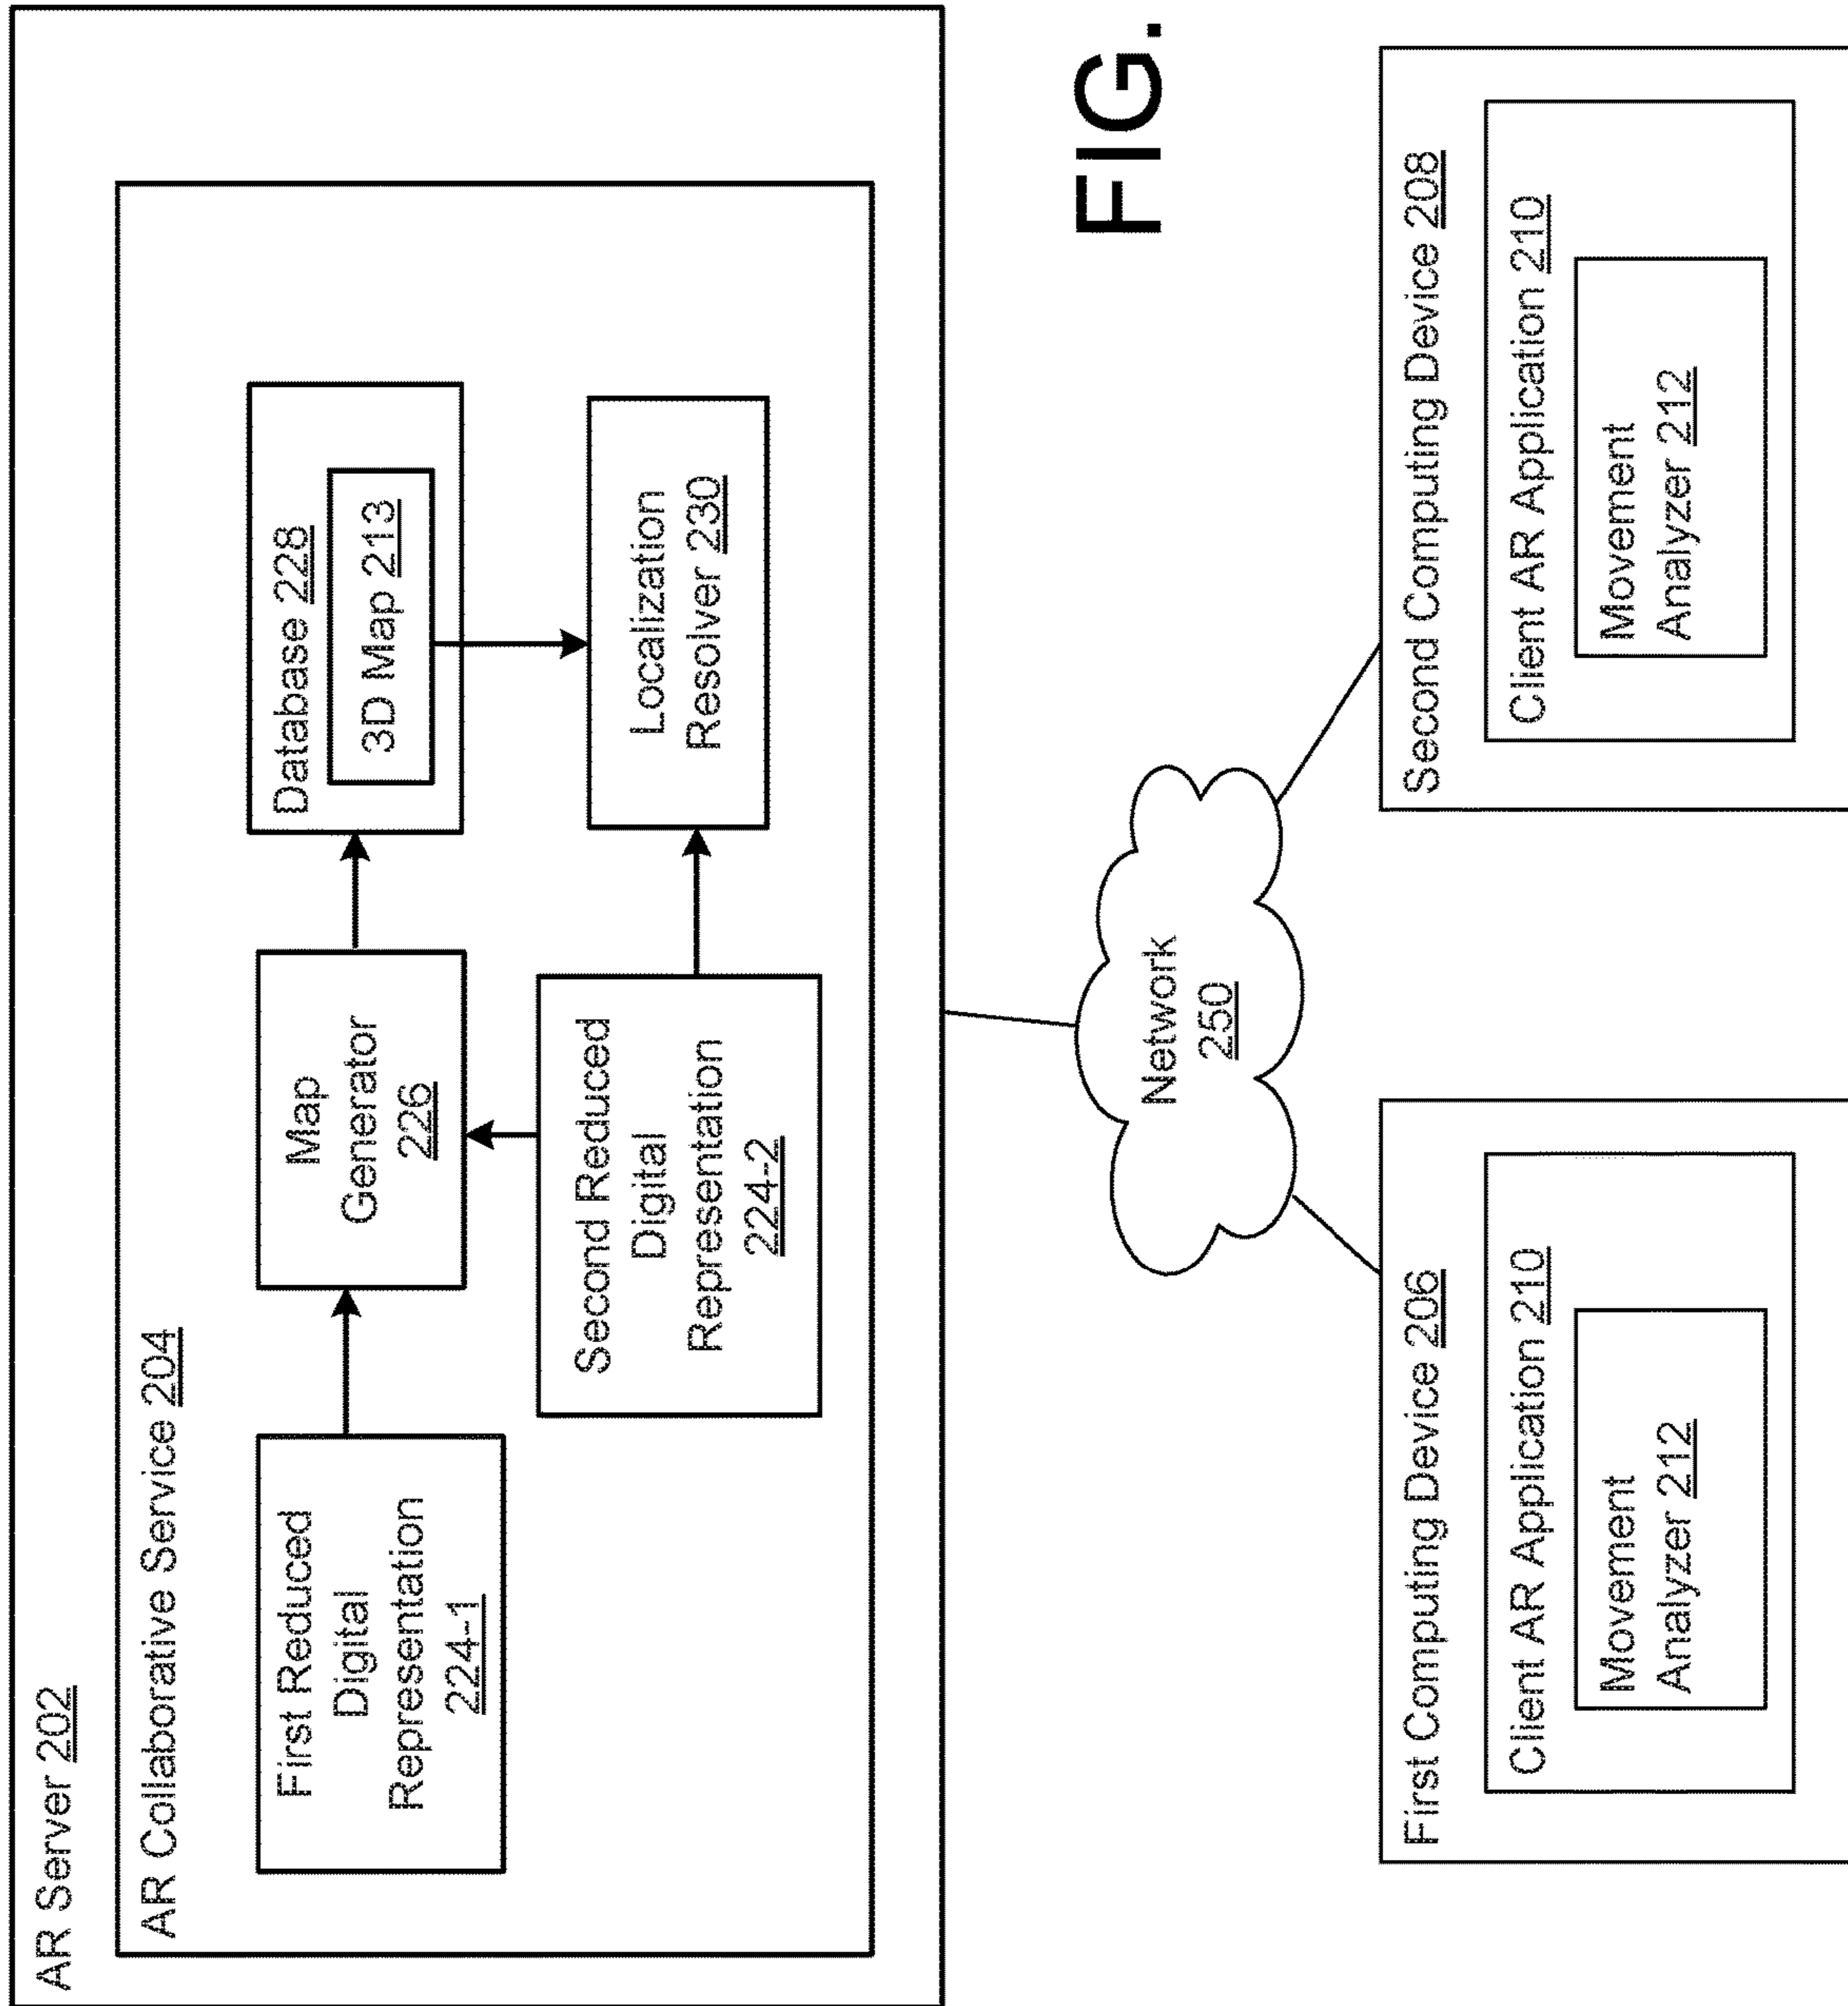 AR Server 202
AR Collaborative Service 204
First Reduced
Digital
Representation
224-1
Map
Generator
226
Database 228
3D Map 213
Second Reduced
Digital
Representation
224-2
Localization
Resolver 230
Network
250
FIG.
First Computing Device 206
Client AR Application 210
Movement
Analyzer 212
Second Computing Device 208
Client AR Application 210
Movement
Analyzer 212